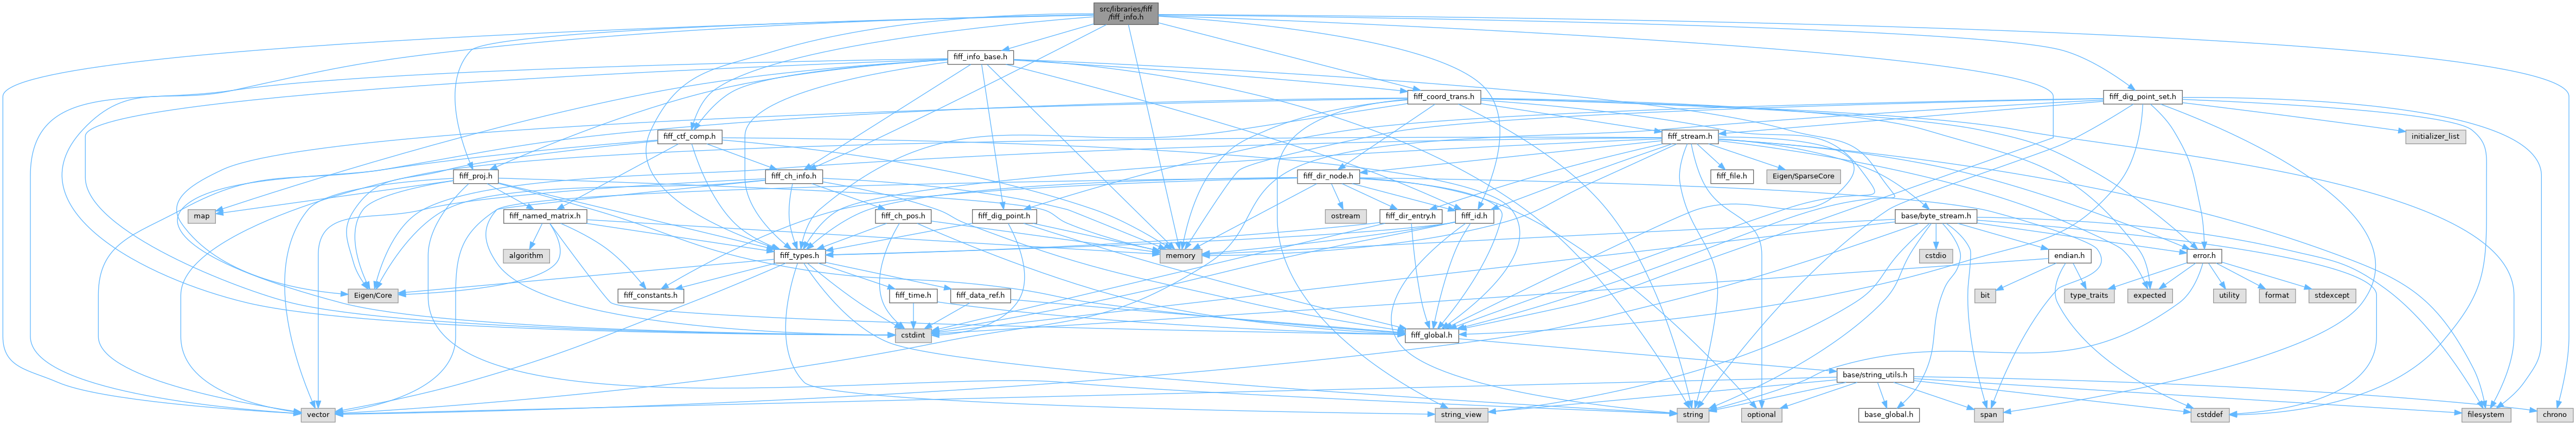 src/libraries/fiff
/fiff_info.h
fiff_info_base.h
fiff_coord_trans.h
fiff_dig_point_set.h
fiff_ctf_comp.h
fiff_stream.h
initializer_list
fiff_proj.h
fiff_ch_info.h
fiff_dir_node.h
fiff_file.h
Eigen/SparseCore
map
fiff_named_matrix.h
fiff_ch_pos.h
fiff_dig_point.h
ostream
fiff_dir_entry.h
fiff_id.h
base/byte_stream.h
algorithm
fiff_types.h
memory
cstdio
endian.h
error.h
Eigen/Core
fiff_constants.h
fiff_time.h
fiff_data_ref.h
bit
type_traits
expected
utility
format
stdexcept
cstdint
fiff_global.h
base/string_utils.h
vector
string_view
string
optional
base_global.h
span
cstddef
filesystem
chrono